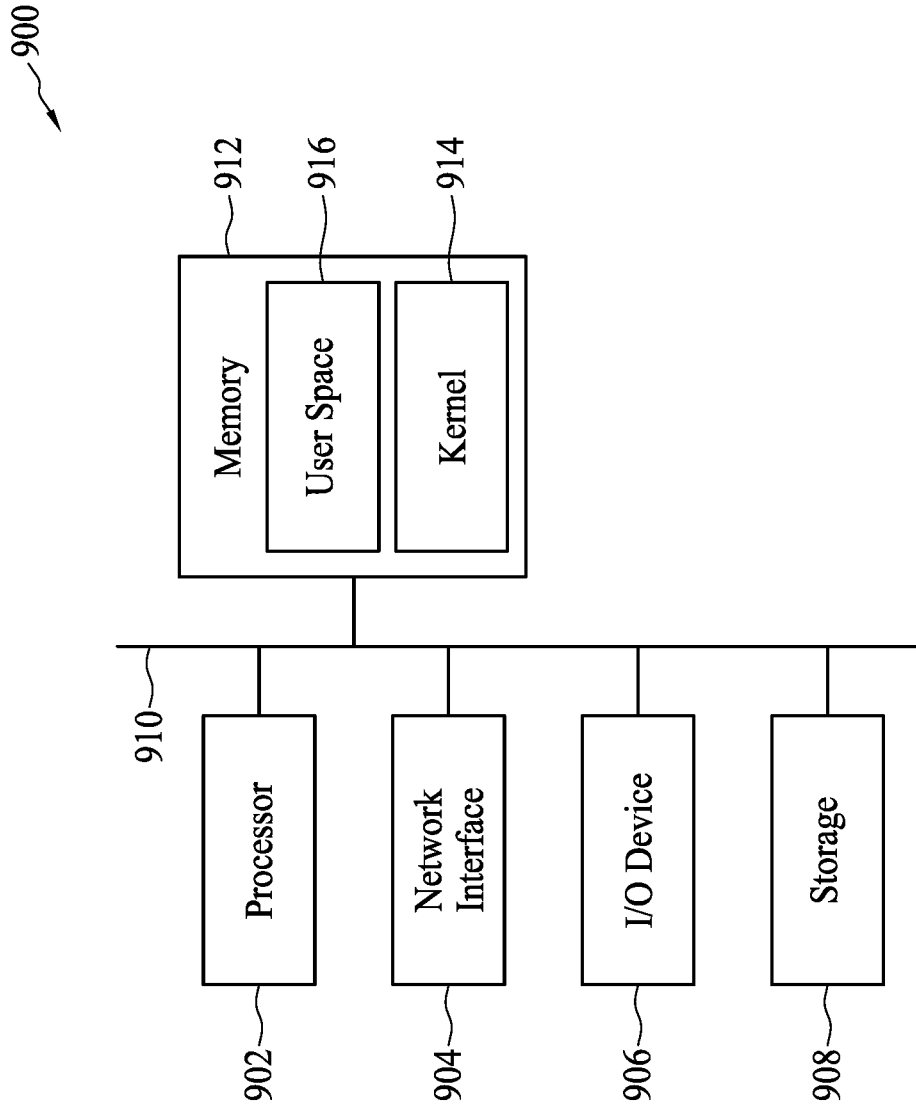 900
912
916
914
Memory
User Space
Kernel
910
Processor
Network
Interface
I/O Device
Storage
902
904
906
908